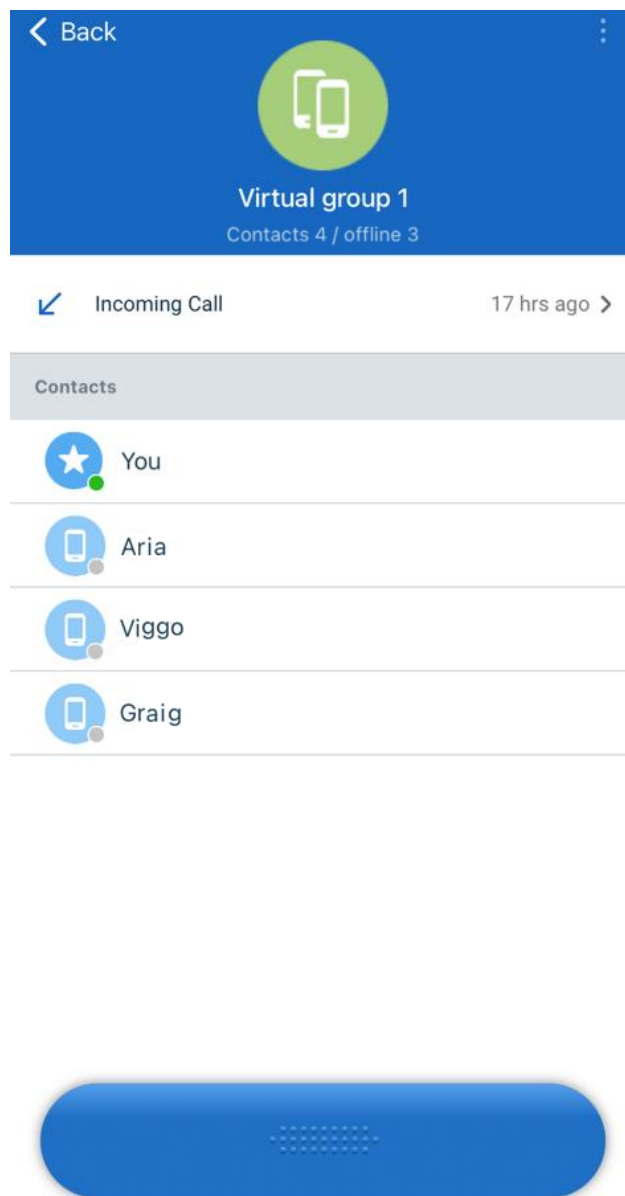 Back
Virtual group 1
Contacts 4 / offline 3
Incoming Call 17 hrs ago
Contacts
You
Aria
Viggo
Graig